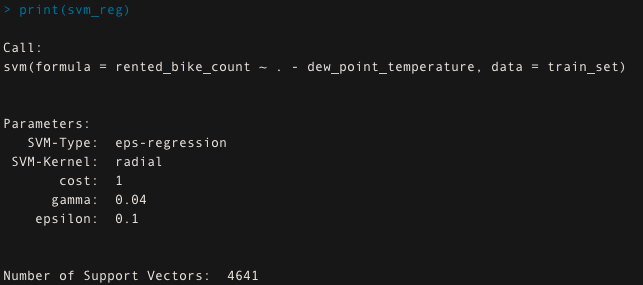 > print(svm_reg)
Call:
svm(formula = rented_bike_count ~ . - dew_point_temperature, data = train_set)
Parameters:
SVM-Type: eps-regression
SVM-Kernel: radial
cost: 1
gamma: 0.04
epsilon: 0.1
Number of Support Vectors: 4641